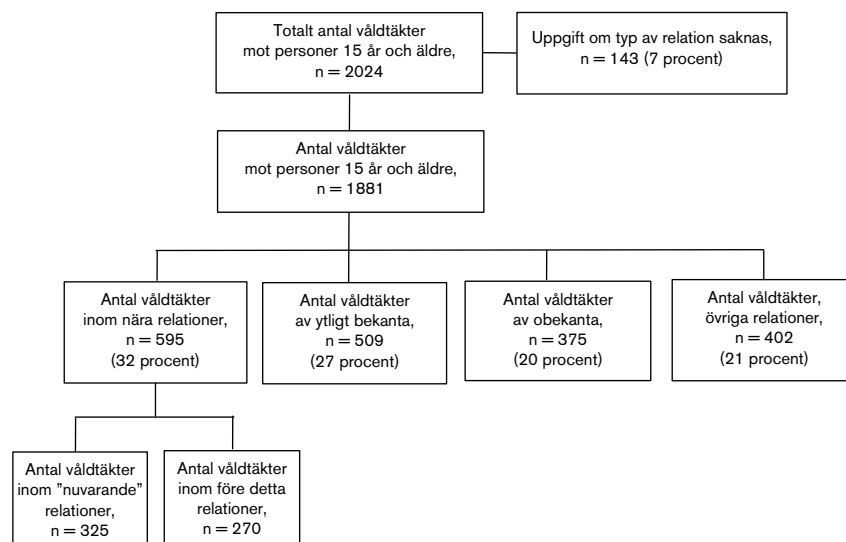 Totalt antal våldtäkter
mot personer 15 år och äldre,
n = 2024
Uppgift om typ av relation saknas,
n = 143 (7 procent)
Antal våldtäkter
mot personer 15 år och äldre,
n = 1881
Antal våldtäkter
inom nära relationer,
n = 595
(32 procent)
Antal våldtäkter
av ytligt bekanta,
n = 509
(27 procent)
Antal våldtäkter
av obekanta,
n = 375
(20 procent)
Antal våldtäkter,
övriga relationer,
n = 402
(21 procent)
Antal våldtäkter
inom ”nuvarande”
relationer,
n = 325
Antal våldtäkter
inom före detta
relationer,
n = 270